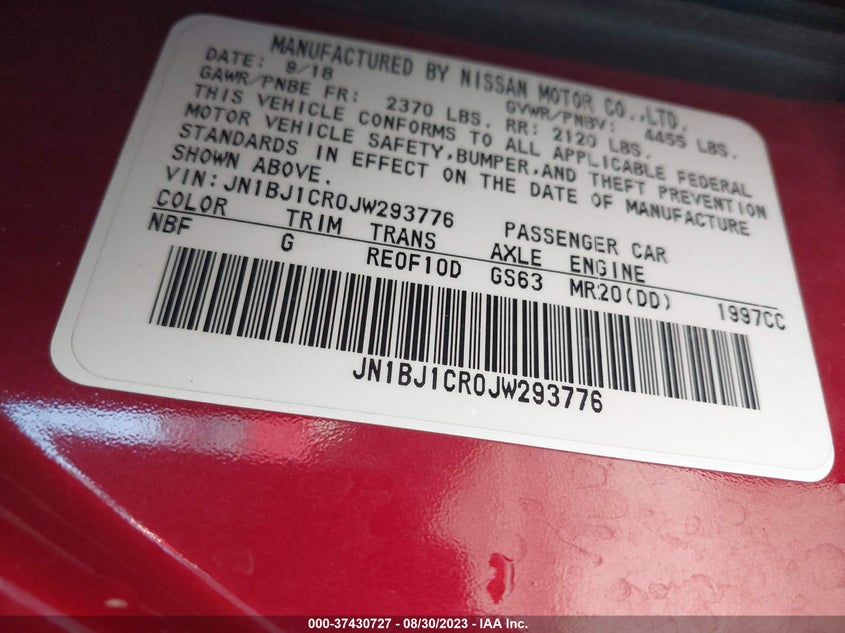 MANUFACTURED BY NISSAN MOTOR CO.,LTD.
DATE: 9/18 GVWR/PNBV: 4455 LBS.
GAWR/PNBE FR: 2370 LBS. RR: 2120 LBS.
THIS VEHICLE CONFORMS TO ALL APPLICABLE FEDERAL
MOTOR VEHICLE SAFETY,BUMPER,AND THEFT PREVENTION
STANDARDS IN EFFECT ON THE DATE OF MANUFACTURE
SHOWN ABOVE.
VIN:JN1BJ1CR0JW293776 PASSENGER CAR
COLOR TRIM TRANS AXLE ENGINE
NBF G RE0F10D GS63 MR20(DD) 1997CC
JN1BJ1CR0JW293776
000-37430727 - 08/30/2023 - IAA Inc.